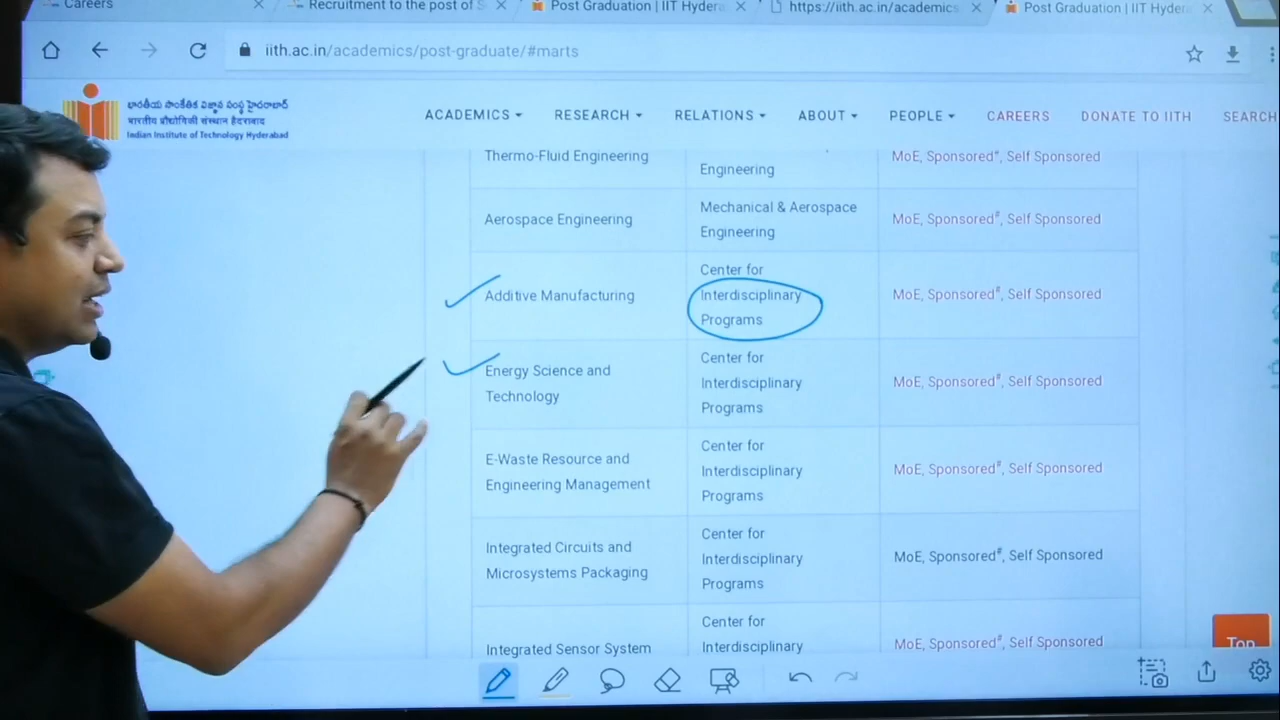 Careers
Recruitment to the post of S
Post Graduation | IIT Hydera
https://iith.ac.in/academics
Post Graduation | IIT Hydera
iith.ac.in/academics/post-graduate/#marts
భారతీయ సాంకేతిక విజ్ఞాన సంస్థ హైదరాబాద్
भारतीय प्रौद्योगिकी संस्थान हैदराबाद
Indian Institute of Technology Hyderabad
ACADEMICS RESEARCH RELATIONS ABOUT PEOPLE CAREERS DONATE TO IITH SEARCH
Thermo-Fluid Engineering
Engineering
MoE, Sponsored#, Self Sponsored
Aerospace Engineering
Mechanical & Aerospace
Engineering
MoE, Sponsored#, Self Sponsored
Additive Manufacturing
Center for
Interdisciplinary
Programs
MoE, Sponsored#, Self Sponsored
Energy Science and
Technology
Center for
Interdisciplinary
Programs
MoE, Sponsored#, Self Sponsored
E-Waste Resource and
Engineering Management
Center for
Interdisciplinary
Programs
MoE, Sponsored#, Self Sponsored
Integrated Circuits and
Microsystems Packaging
Center for
Interdisciplinary
Programs
MoE, Sponsored#, Self Sponsored
Integrated Sensor System
Center for
Interdisciplinary
MoE, Sponsored#, Self Sponsored
Top